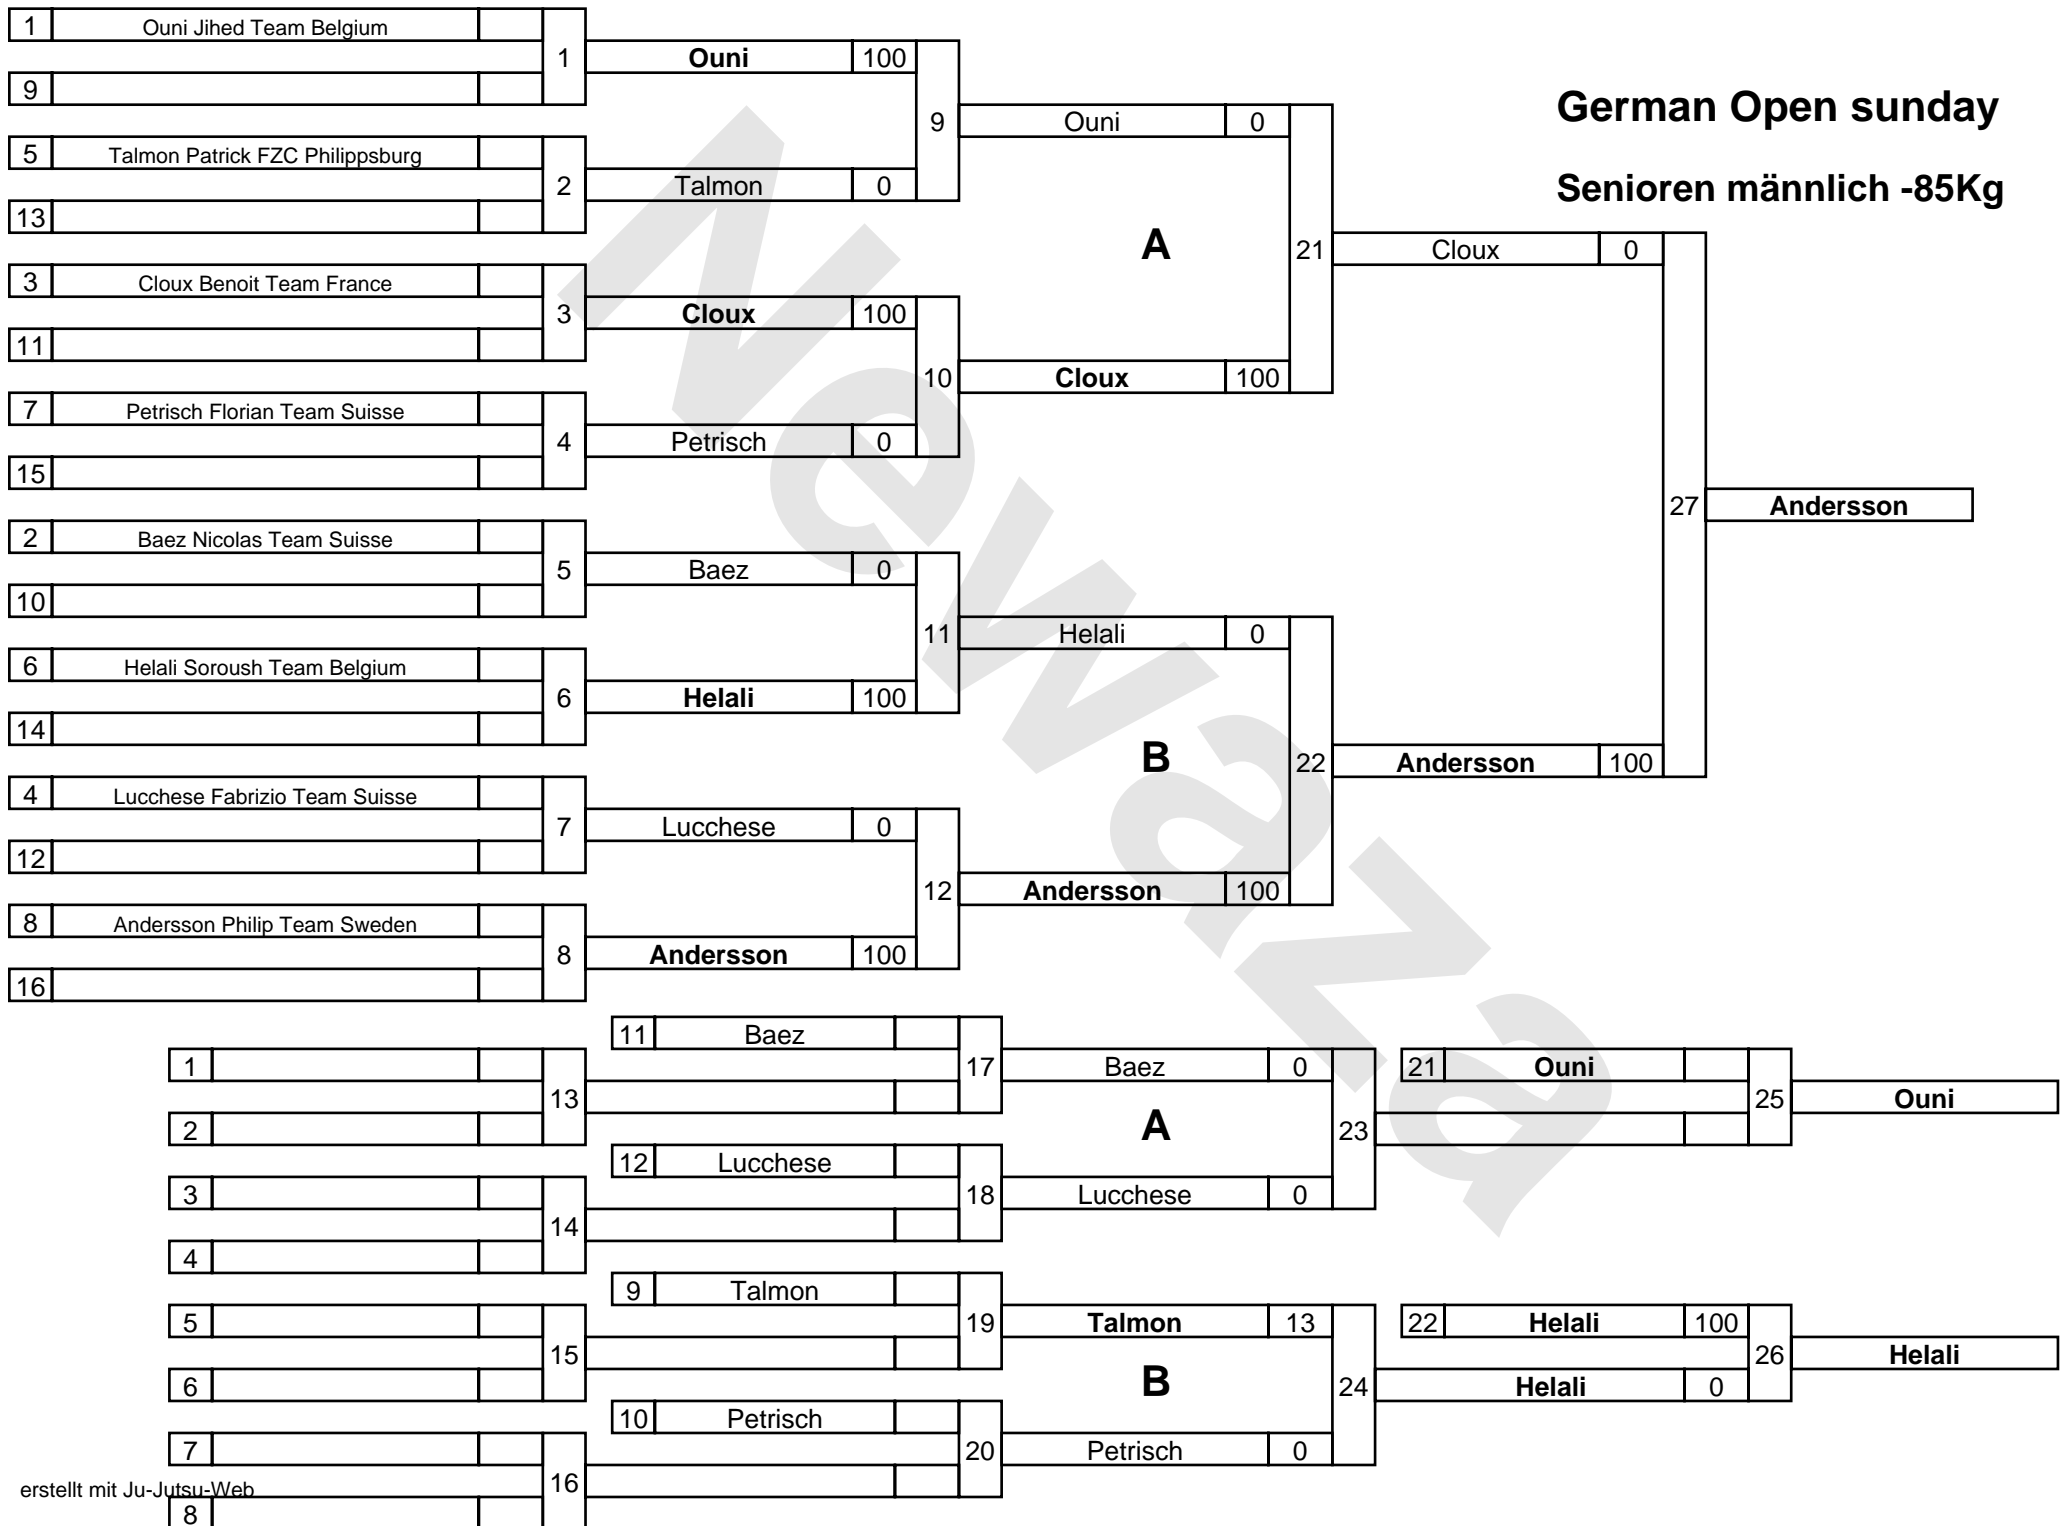 German Open sunday
Senioren männlich -85Kg
1 Ouni Jihed Team Belgium
9
1
5 Talmon Patrick FZC Philippsburg
13
2
3 Cloux Benoit Team France
11
3
7 Petrisch Florian Team Suisse
15
4
2 Baez Nicolas Team Suisse
10
5
6 Helali Soroush Team Belgium
14
6
4 Lucchese Fabrizio Team Suisse
12
7
8 Andersson Philip Team Sweden
16
8
Ouni 100
Talmon 0
9
Cloux 100
Petrisch 0
10
Baez 0
Helali 100
11
Lucchese 0
Andersson 100
12
Ouni 0
A
Cloux 100
21
Helali 0
B
Andersson 100
22
Cloux 0
Andersson 100
27
Andersson
Newaza
1
2
13
3
4
14
5
6
15
7
8
16
11 Baez
17
12 Lucchese
18
9 Talmon
19
10 Petrisch
20
Baez 0
A
Lucchese 0
23
Talmon 13
B
Petrisch 0
24
21 Ouni
25
Ouni
22 Helali 100
Helali 0
26
Helali
erstellt mit Ju-Jutsu-Web